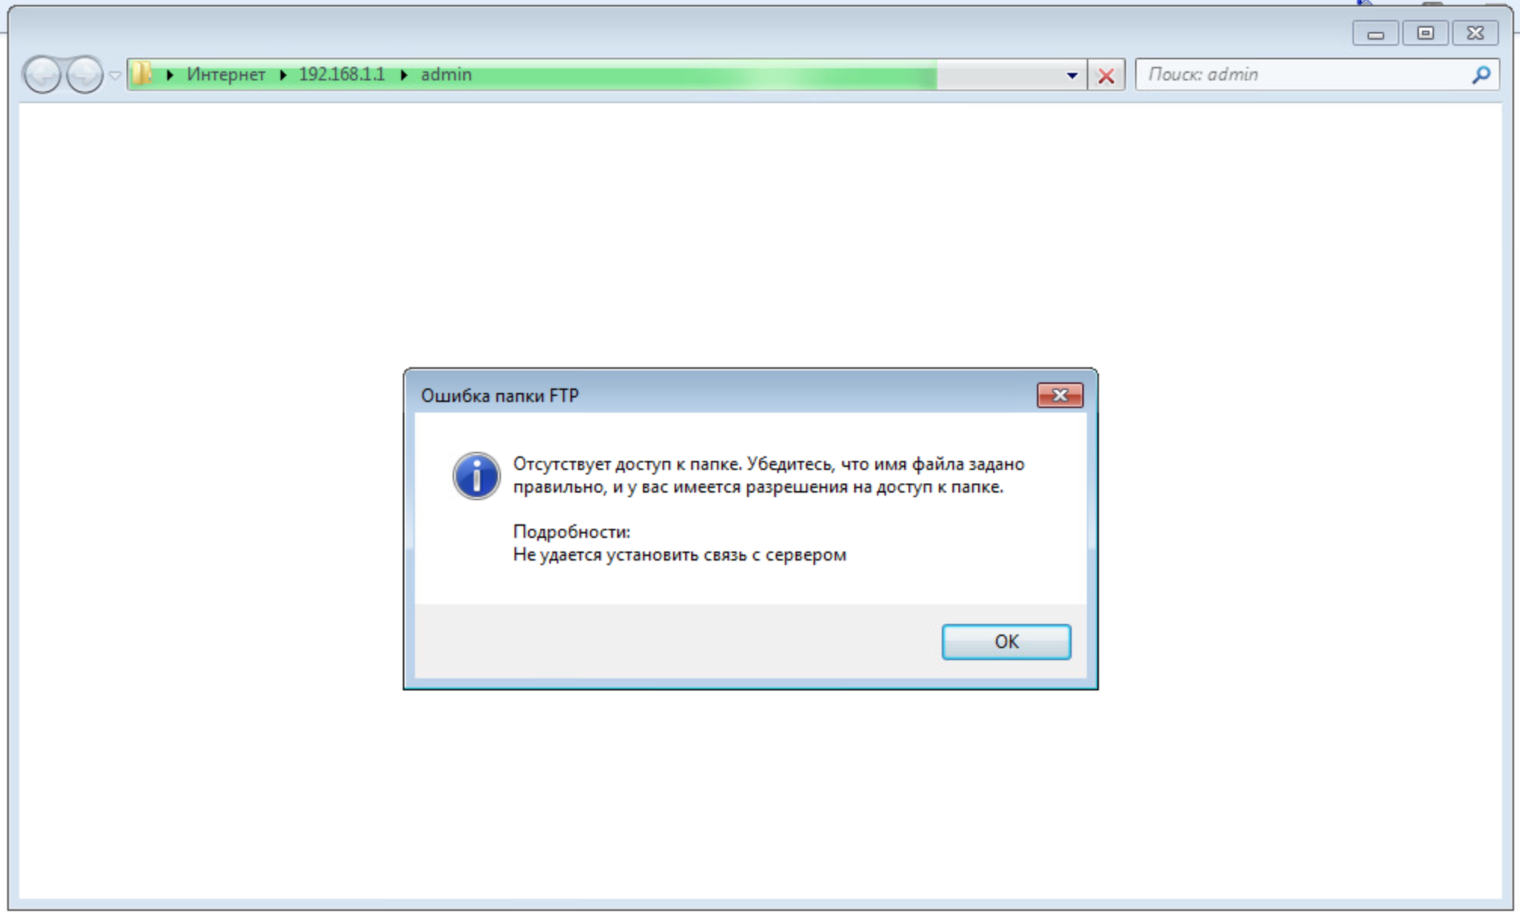 Интернет 192.168.1.1 admin
Поиск: admin
Ошибка папки FTP
Отсутствует доступ к папке. Убедитесь, что имя файла задано
правильно, и у вас имеется разрешения на доступ к папке.
Подробности:
Не удается установить связь с сервером
ОК